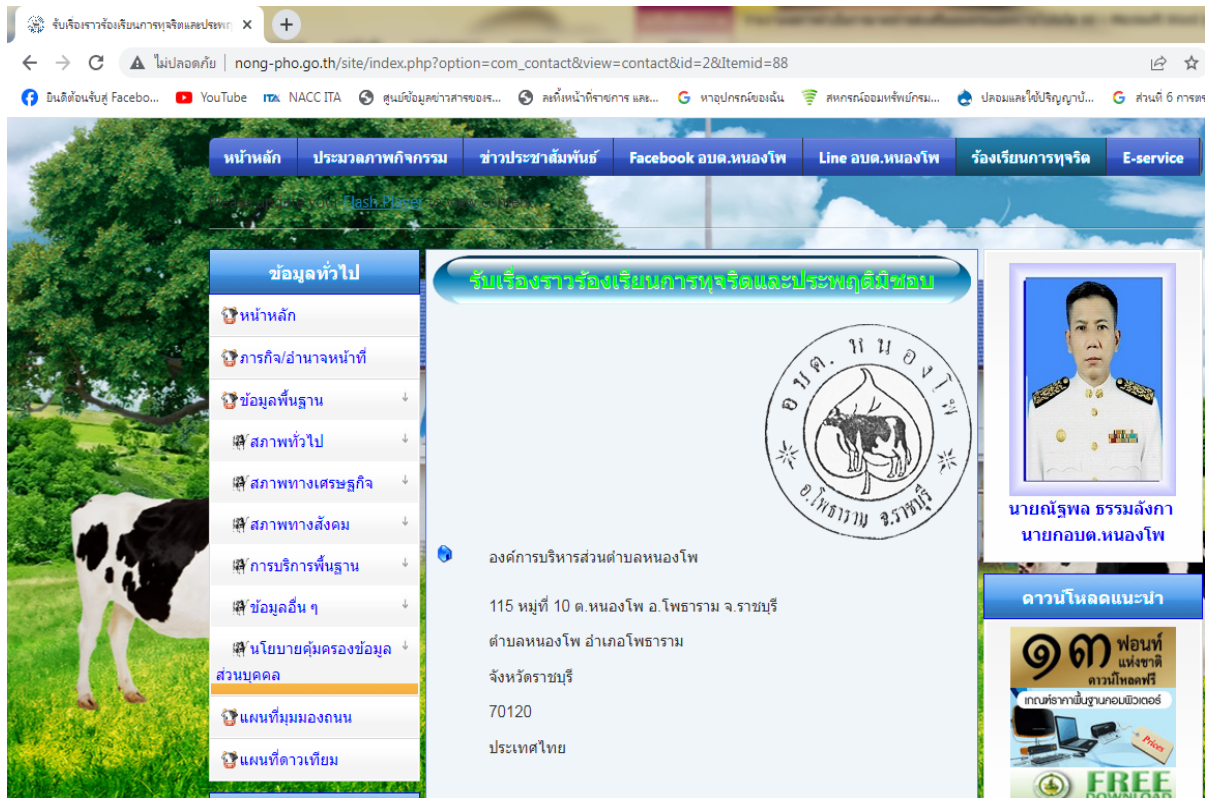 รับเรื่องราวร้องเรียนการทุจริตและประพฤ
ไม่ปลอดภัย | nong-pho.go.th/site/index.php?option=com_contact&view=contact&id=2&Itemid=88
ยินดีต้อนรับสู่ Facebo... YouTube ITA NACC ITA ศูนย์ข้อมูลข่าวสารของร... ละทิ้งหน้าที่ราชการ และ... G หาอุปกรณ์ของฉัน สหกรณ์ออมทรัพย์กรม... ปลอมและใช้ปริญญาบั... G ส่วนที่ 6 การตร
หน้าหลัก ประมวลภาพกิจกรรม ข่าวประชาสัมพันธ์ Facebook อบต.หนองโพ Line อบต.หนองโพ ร้องเรียนการทุจริต E-service
Flash Player
ข้อมูลทั่วไป
หน้าหลัก
ภารกิจ/อำนาจหน้าที่
ข้อมูลพื้นฐาน
สภาพทั่วไป
สภาพทางเศรษฐกิจ
สภาพทางสังคม
การบริการพื้นฐาน
ข้อมูลอื่น ๆ
นโยบายคุ้มครองข้อมูล
ส่วนบุคคล
แผนที่มุมมองถนน
แผนที่ดาวเทียม
รับเรื่องราวร้องเรียนการทุจริตและประพฤติมิชอบ
อบต. หนองโพ
อ.โพธาราม จ.ราชบุรี
องค์การบริหารส่วนตำบลหนองโพ
115 หมู่ที่ 10 ต.หนองโพ อ.โพธาราม จ.ราชบุรี
ตำบลหนองโพ อำเภอโพธาราม
จังหวัดราชบุรี
70120
ประเทศไทย
นายณัฐพล ธรรมลังกา
นายกอบต.หนองโพ
ดาวน์โหลดแนะนำ
๑๓ ฟอนท์
แห่งชาติ
ดาวน์โหลดฟรี
เกณฑ์ราคาพื้นฐานคอมพิวเตอร์
Prices
FREE
DOWNLOAD